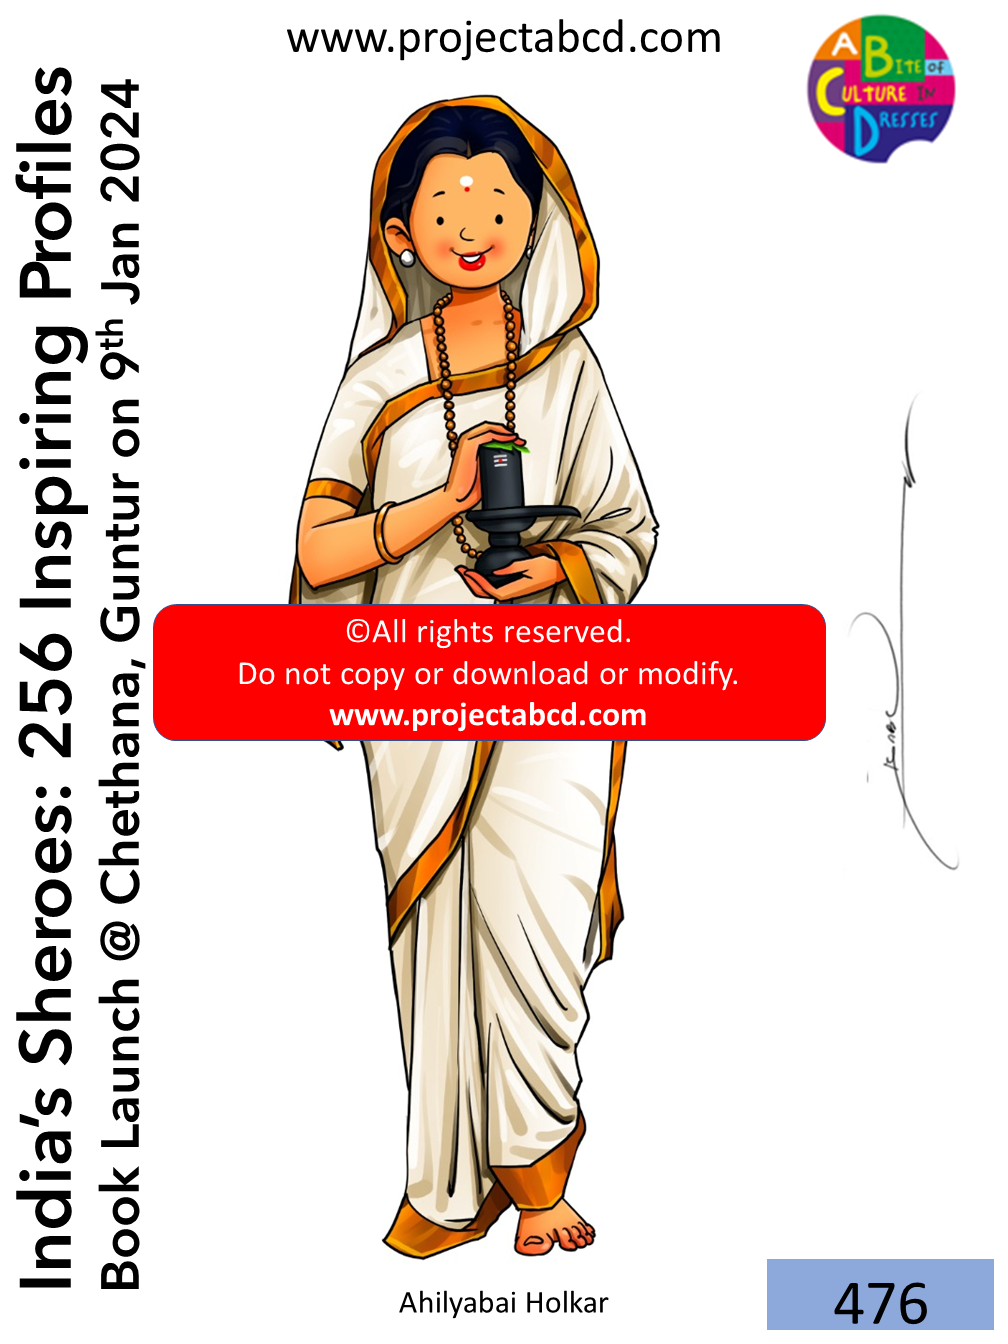 www.projectabcd.com
A BITE OF
CULTURE IN
DRESSES
India's Sheroes: 256 Inspiring Profiles
Book Launch @ Chethana, Guntur on 9th Jan 2024
©All rights reserved.
Do not copy or download or modify.
www.projectabcd.com
Ahilyabai Holkar
476